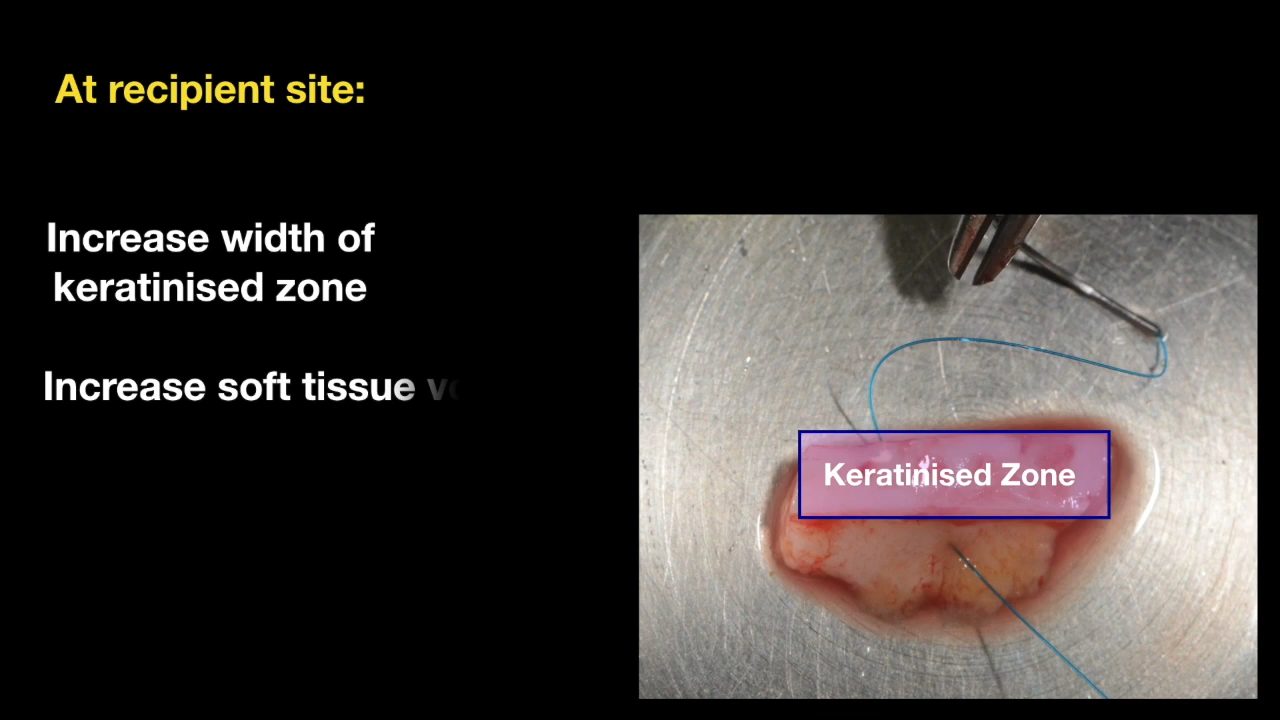 At recipient site:
Increase width of
keratinised zone
Increase soft tissue
Keratinised Zone